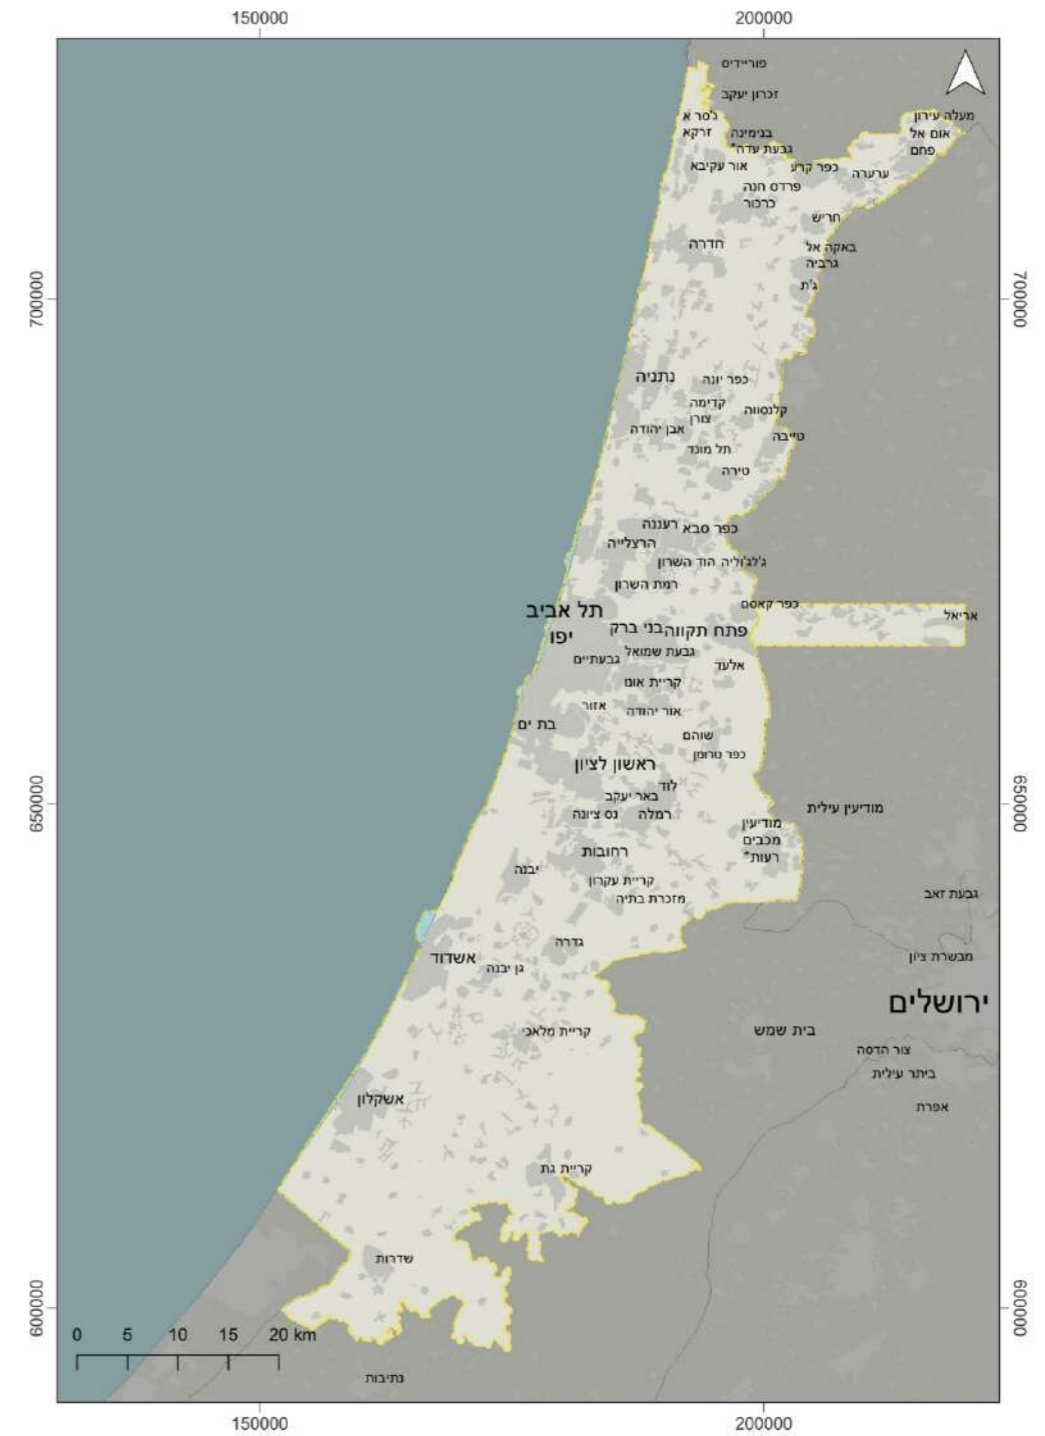 150000
200000
פוריידיס
זכרון יעקב
ג'סר א
זרקא
מעלה עירון
אום אל
פחם
בנימינה
גבעת עדה*
אור עקיבא
כפר קרע
ערערה
פרדס חנה
כרכור
חריש
חדרה
באקה אל
גרביה
ג'ת
700000
700000
נתניה
כפר יונה
קדימה
צורן
קלנסווה
אבן יהודה
טייבה
תל מונד
טירה
רעננה
כפר סבא
הרצלייה
הוד השרון
ג'לג'וליה
רמת השרון
תל אביב
יפו
כפר קאסם
אריאל
בני ברק
פתח תקווה
גבעת שמואל
גבעתיים
אלעד
קריית אונו
אזור
אור יהודה
בת ים
שוהם
כפר טרומן
ראשון לציון
לוד
באר יעקב
נס ציונה
רמלה
650000
650000
מודיעין עילית
מודיעין
מכבים
רעות*
רחובות
יבנה
קריית עקרון
מזכרת בתיה
גבעת זאב
גדרה
אשדוד
גן יבנה
מבשרת ציון
ירושלים
קריית מלאכי
בית שמש
צור הדסה
ביתר עילית
אפרת
אשקלון
קריית גת
שדרות
600000
600000
0 5 10 15 20 km
נתיבות
150000
200000